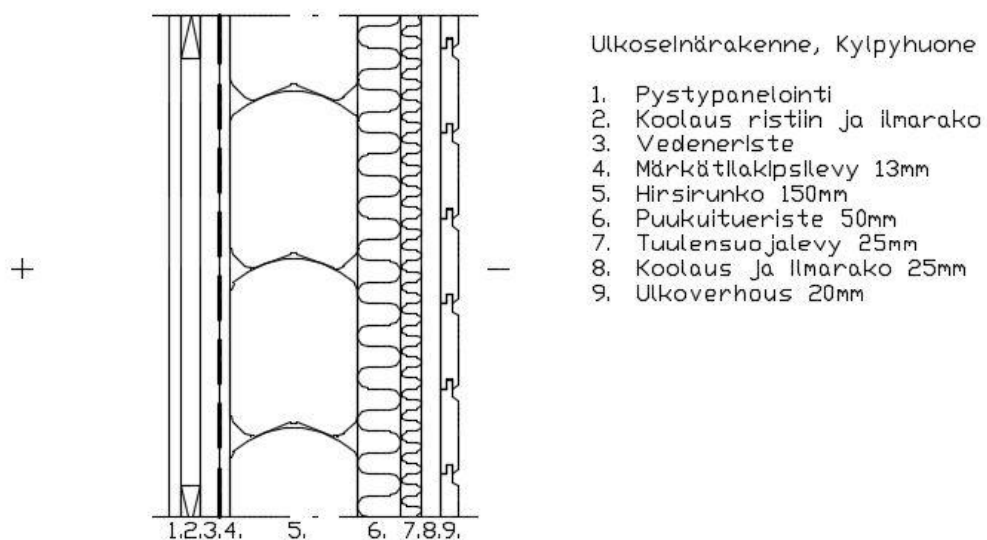 Ulkoseinärakenne, Kylpyhuone
1. Pystypanelointi
2. Koolaus ristiin ja ilmarako
3. Vedeneriste
4. Märkätilakipsilevy 13mm
5. Hirsirunko 150mm
6. Puukuitueriste 50mm
7. Tuulensuojalevy 25mm
8. Koolaus ja ilmarako 25mm
9. Ulkoverhous 20mm
+ −
1.2.3.4. 5. 6. 7.8.9.